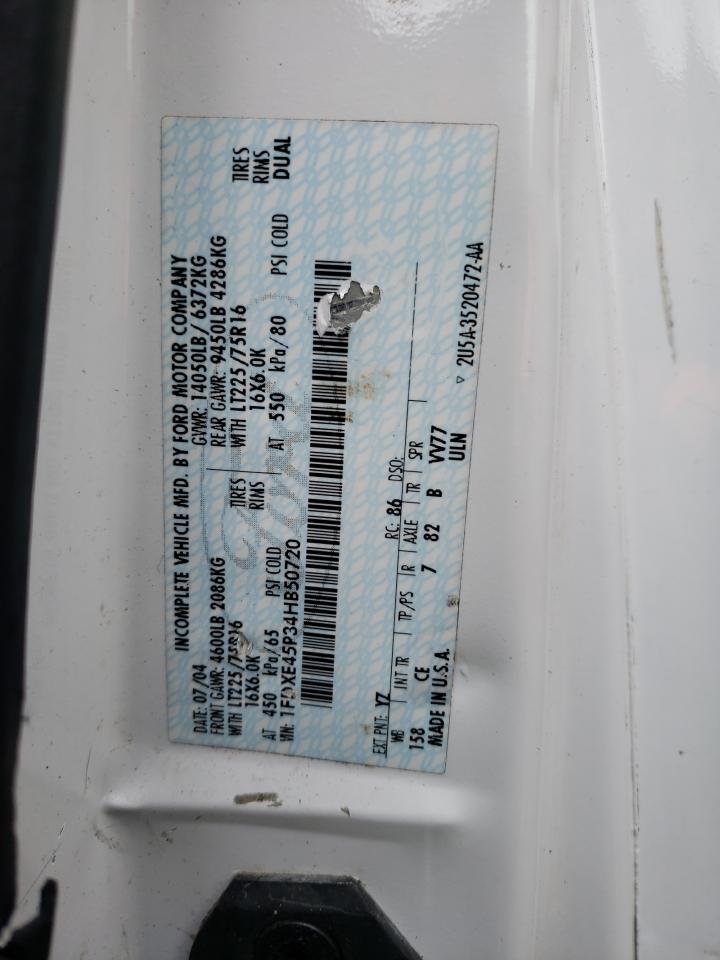 INCOMPLETE VEHICLE MFD. BY FORD MOTOR COMPANY
DATE: 07/04 GVWR: 14050LB/ 6372KG
FRONT GAWR: 4600LB 2086KG REAR GAWR: 9450LB 4286KG
WITH LT225/75R16 TIRES WITH LT225/75R16 TIRES
16X6.0K RIMS 16X6.0K RIMS
AT 450 kPa/65 PSI COLD AT 550 kPa/80 PSI COLD DUAL
VIN: 1FDXE45P34HB50720
EXT PNT: YZ RC: 86 DSO:
WB INT TR TP/PS R AXLE TR SPR
158 CE 7 82 B VV77
MADE IN U.S.A. ULN
▽ 2U5A-3520472-AA